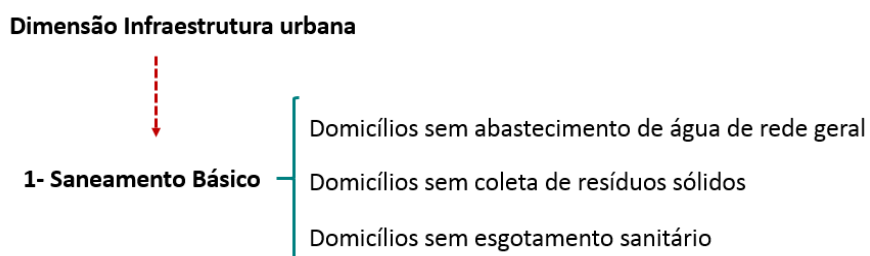 Dimensão Infraestrutura urbana
Domicílios sem abastecimento de água de rede geral
1- Saneamento Básico
Domicílios sem coleta de resíduos sólidos
Domicílios sem esgotamento sanitário